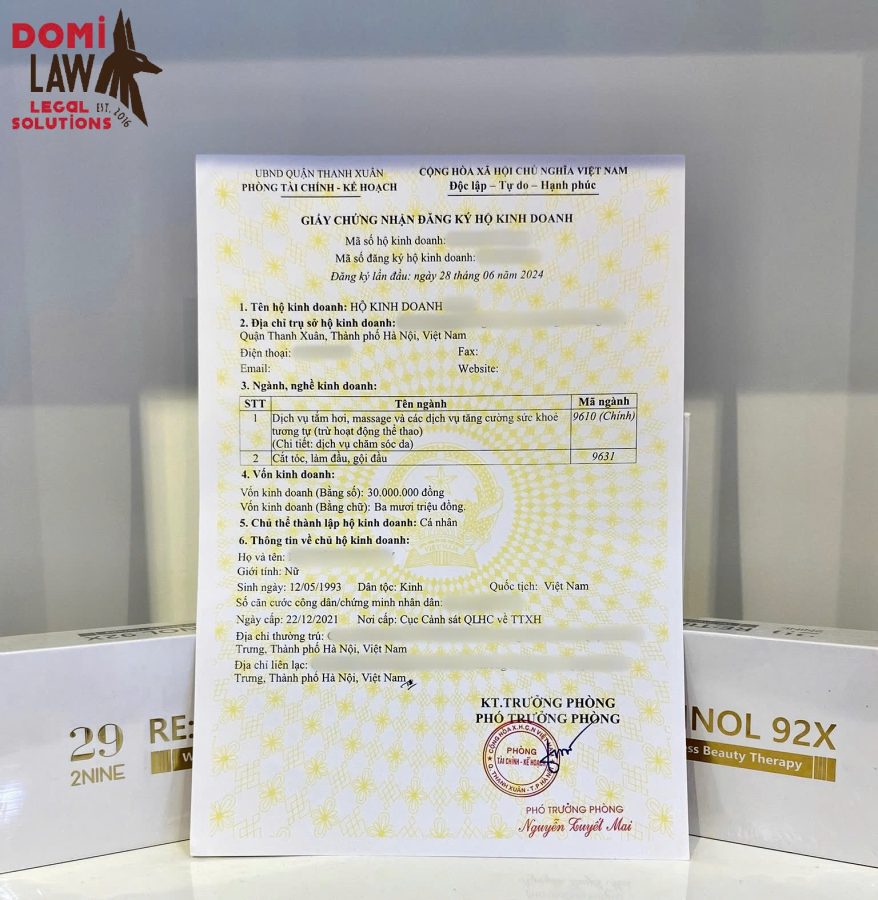 DOMI
LAW
LEGAL EST. 2016
SOLUTIONS
UBND QUẬN THANH XUÂN
PHÒNG TÀI CHÍNH - KẾ HOẠCH
CỘNG HÒA XÃ HỘI CHỦ NGHĨA VIỆT NAM
Độc lập – Tự do – Hạnh phúc
GIẤY CHỨNG NHẬN ĐĂNG KÝ HỘ KINH DOANH
Mã số hộ kinh doanh:
Mã số đăng ký hộ kinh doanh:
Đăng ký lần đầu: ngày 28 tháng 06 năm 2024
1. Tên hộ kinh doanh: HỘ KINH DOANH
2. Địa chỉ trụ sở hộ kinh doanh:
Quận Thanh Xuân, Thành phố Hà Nội, Việt Nam
Điện thoại: Fax:
Email: Website:
3. Ngành, nghề kinh doanh:
STT Tên ngành Mã ngành
1 Dịch vụ tắm hơi, massage và các dịch vụ tăng cường sức khoẻ 9610 (Chính)
tương tự (trừ hoạt động thể thao)
(Chi tiết: dịch vụ chăm sóc da)
2 Cắt tóc, làm đầu, gội đầu 9631
4. Vốn kinh doanh:
Vốn kinh doanh (Bằng số): 30.000.000 đồng
Vốn kinh doanh (Bằng chữ): Ba mươi triệu đồng.
5. Chủ thể thành lập hộ kinh doanh: Cá nhân
6. Thông tin về chủ hộ kinh doanh:
Họ và tên:
Giới tính: Nữ
Sinh ngày: 12/05/1993 Dân tộc: Kinh Quốc tịch: Việt Nam
Số căn cước công dân/chứng minh nhân dân:
Ngày cấp: 22/12/2021 Nơi cấp: Cục Cảnh sát QLHC về TTXH
Địa chỉ thường trú:
Trưng, Thành phố Hà Nội, Việt Nam
Địa chỉ liên lạc:
Trưng, Thành phố Hà Nội, Việt Nam
KT.TRƯỞNG PHÒNG
PHÓ TRƯỞNG PHÒNG
PHÒNG
TÀI CHÍNH - KẾ HOẠCH
PHÓ TRƯỞNG PHÒNG
Nguyễn Tuyết Mai
29
2NINE
RE:
NOL 92X
ess Beauty Therapy